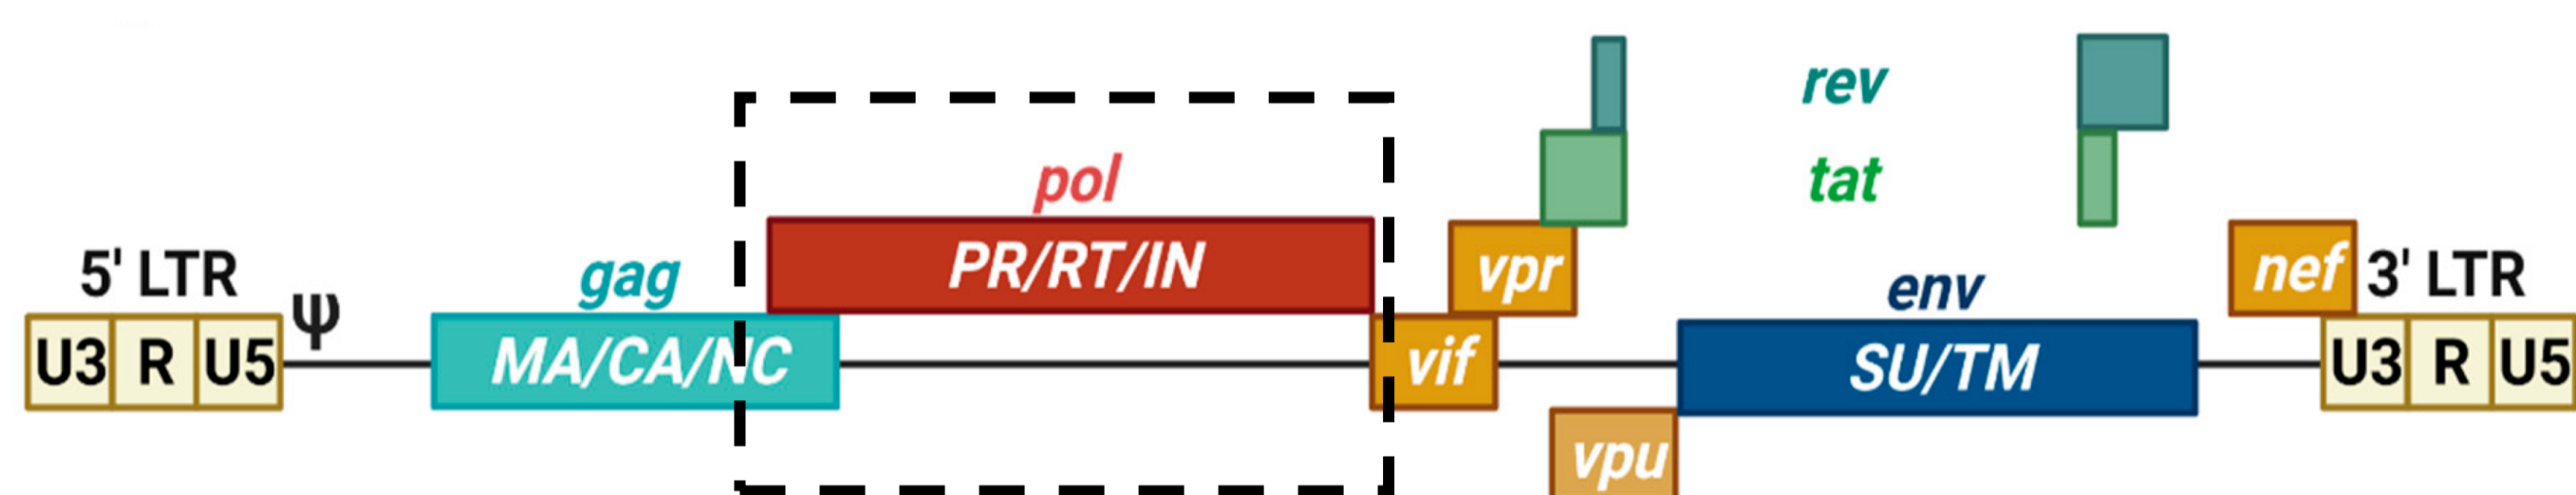 rev
pol
tat
5' LTR
ψ
gag
PR/RT/IN
vpr
env
nef
3' LTR
U3 R U5
MA/CA/NC
vif
SU/TM
U3 R U5
vpu